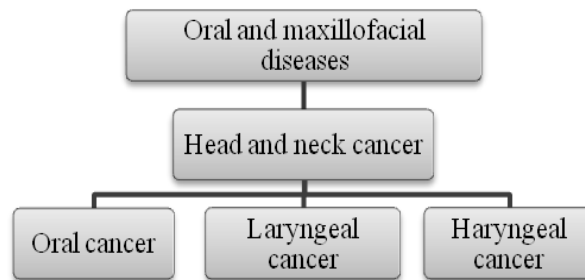 Oral and maxillofacial
diseases
Head and neck cancer
Oral cancer
Laryngeal
cancer
Haryngeal
cancer